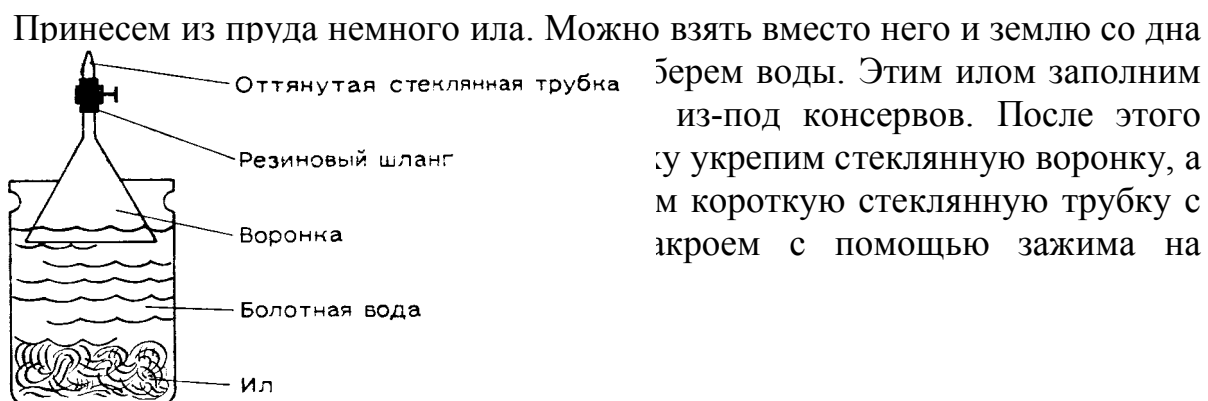 Принесем из пруда немного ила. Можно взять вместо него и землю со дна
Оттянутая стеклянная трубка
берем воды. Этим илом заполним
из-под консервов. После этого
Резиновый шланг
укрепим стеклянную воронку, а
короткую стеклянную трубку с
Воронка
с помощью зажима на
Болотная вода
Ил